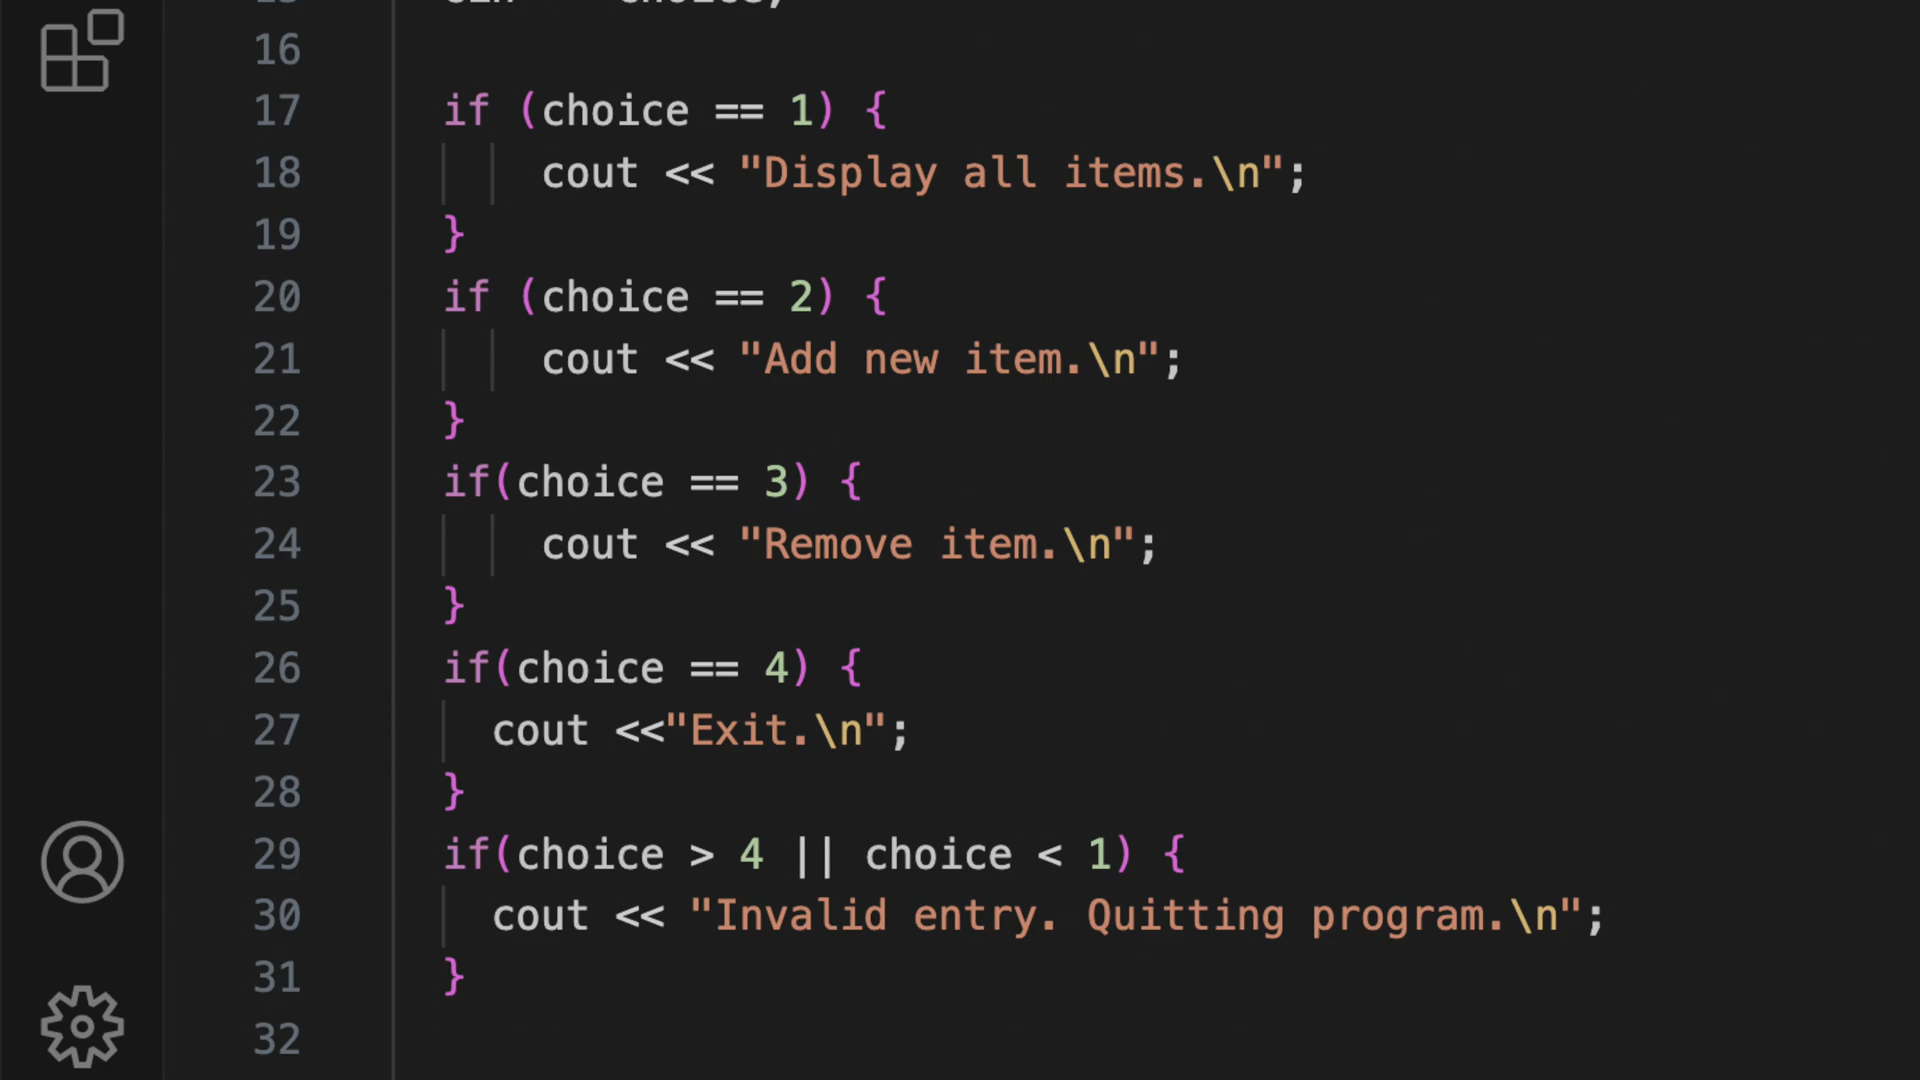 16
17 if (choice == 1) {
18 cout << "Display all items.\n";
19 }
20 if (choice == 2) {
21 cout << "Add new item.\n";
22 }
23 if(choice == 3) {
24 cout << "Remove item.\n";
25 }
26 if(choice == 4) {
27 cout <<"Exit.\n";
28 }
29 if(choice > 4 || choice < 1) {
30 cout << "Invalid entry. Quitting program.\n";
31 }
32